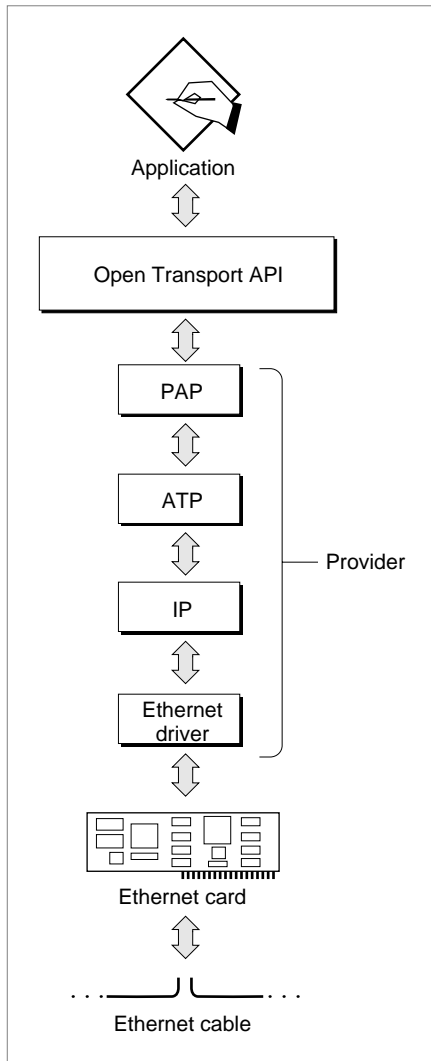 Application
Open Transport API
PAP
ATP
Provider
IP
Ethernet
driver
Ethernet card
Ethernet cable